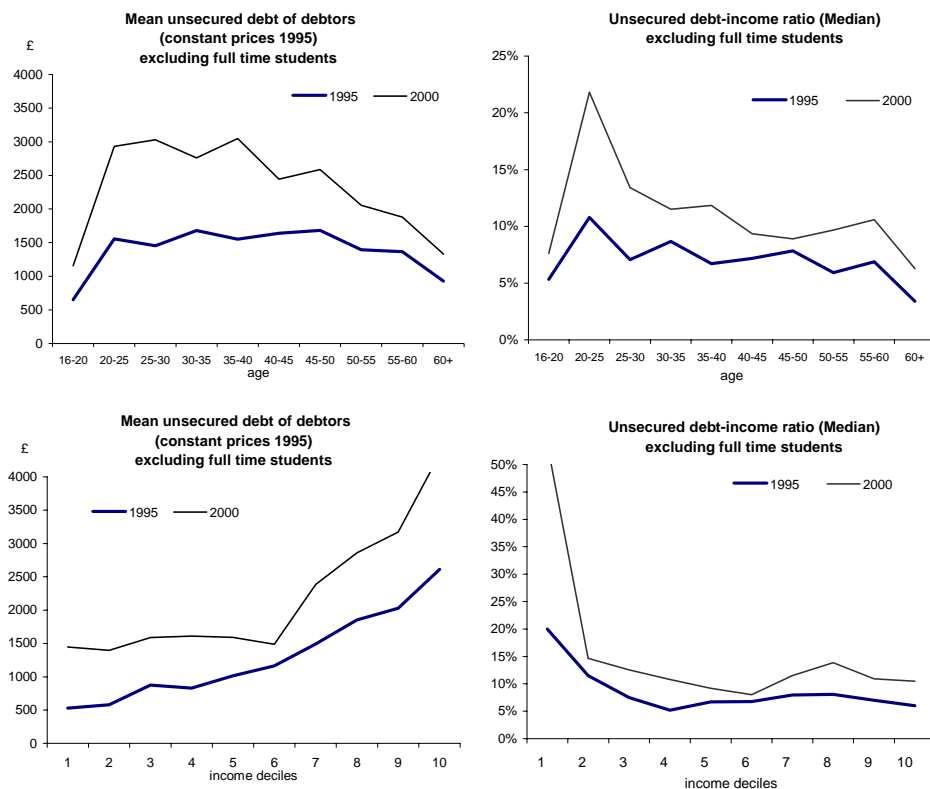 Mean unsecured debt of debtors
(constant prices 1995)
excluding full time students
£
4000
3500
3000
2500
2000
1500
1000
500
0
1995
2000
16-20 20-25 25-30 30-35 35-40 40-45 45-50 50-55 55-60 60+
age
Unsecured debt-income ratio (Median)
excluding full time students
25%
20%
15%
10%
5%
0%
1995
2000
16-20 20-25 25-30 30-35 35-40 40-45 45-50 50-55 55-60 60+
age
Mean unsecured debt of debtors
(constant prices 1995)
excluding full time students
£
4000
3500
3000
2500
2000
1500
1000
500
0
1995
2000
1 2 3 4 5 6 7 8 9 10
income deciles
Unsecured debt-income ratio (Median)
excluding full time students
50%
45%
40%
35%
30%
25%
20%
15%
10%
5%
0%
1995
2000
1 2 3 4 5 6 7 8 9 10
income deciles